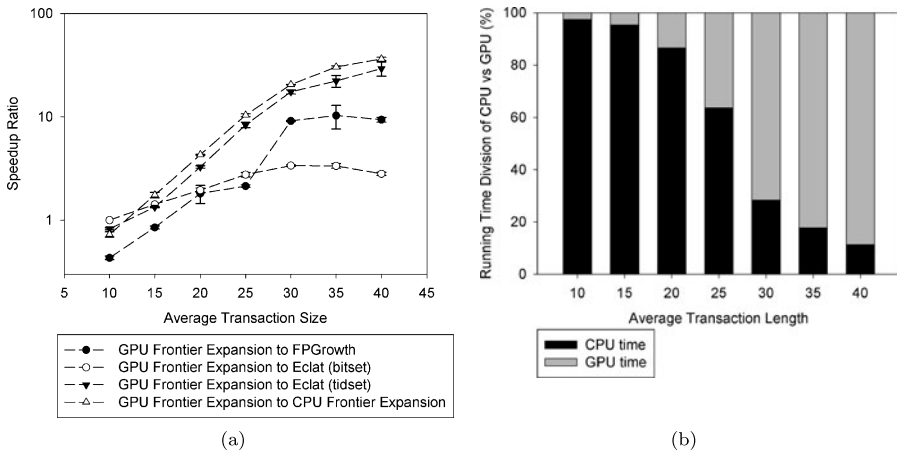 100
10
1
Speedup Ratio
5 10 15 20 25 30 35 40 45
Average Transaction Size
GPU Frontier Expansion to FPGrowth
GPU Frontier Expansion to Eclat (bitset)
GPU Frontier Expansion to Eclat (tidset)
GPU Frontier Expansion to CPU Frontier Expansion
(a)
100
80
60
40
20
0
Running Time Division of CPU vs GPU (%)
10 15 20 25 30 35 40
Average Transaction Length
CPU time
GPU time
(b)